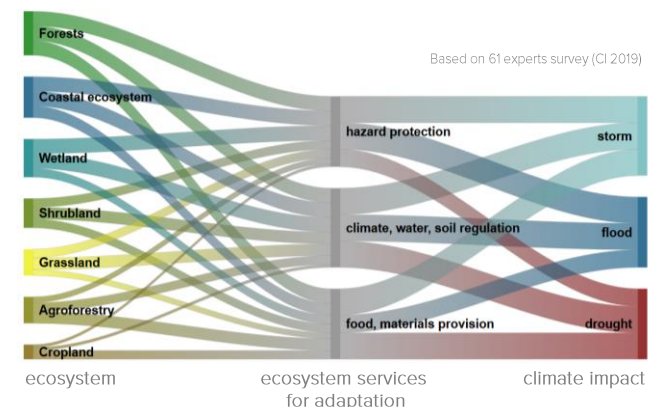 Based on 61 experts survey (CI 2019)
Forests
Coastal ecosystem
Wetland
Shrubland
Grassland
Agroforestry
Cropland
hazard protection
climate, water, soil regulation
food, materials provision
storm
flood
drought
ecosystem
ecosystem services
for adaptation
climate impact